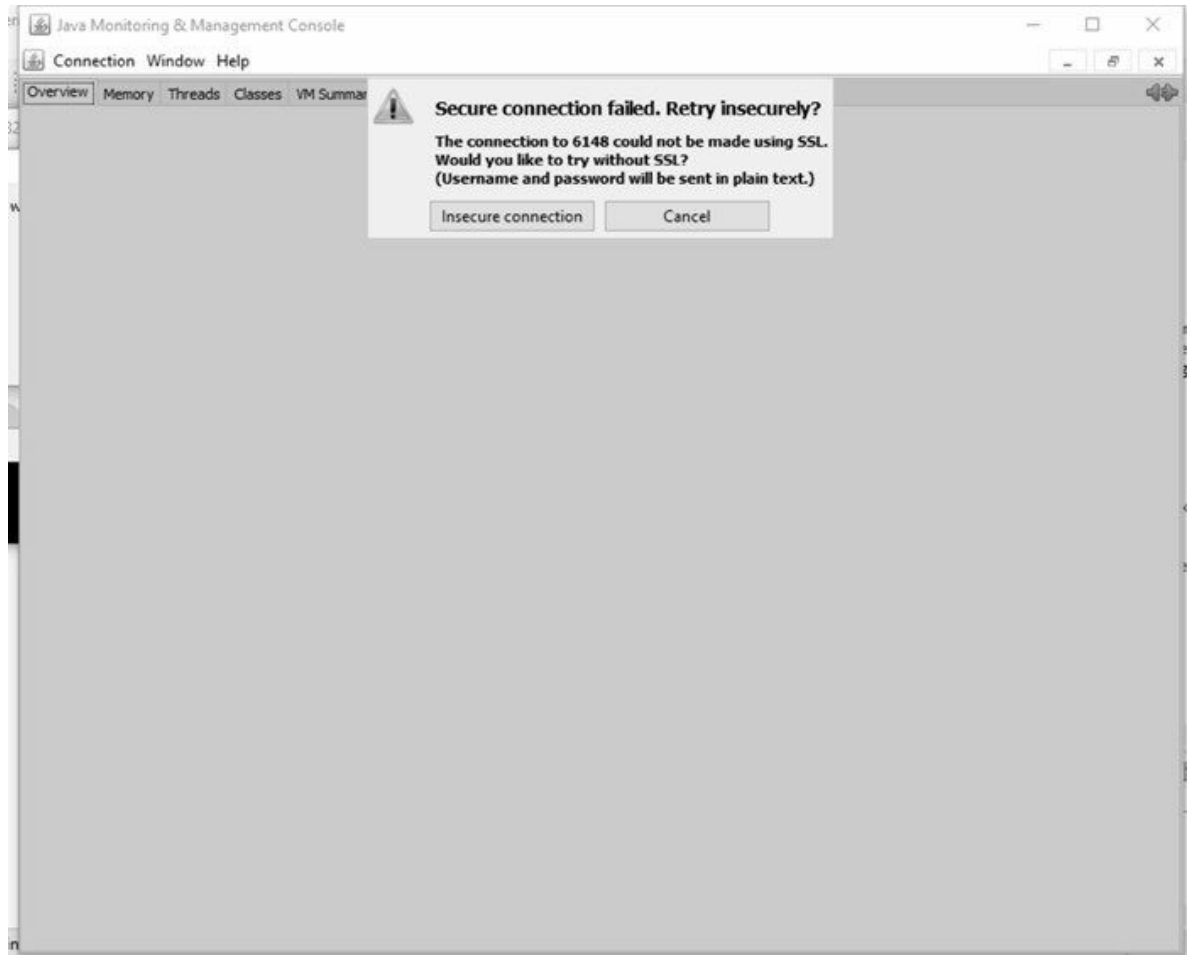 Java Monitoring & Management Console
Connection Window Help
Overview Memory Threads Classes VM Summar
Secure connection failed. Retry insecurely?
The connection to 6148 could not be made using SSL.
Would you like to try without SSL?
(Username and password will be sent in plain text.)
Insecure connection Cancel